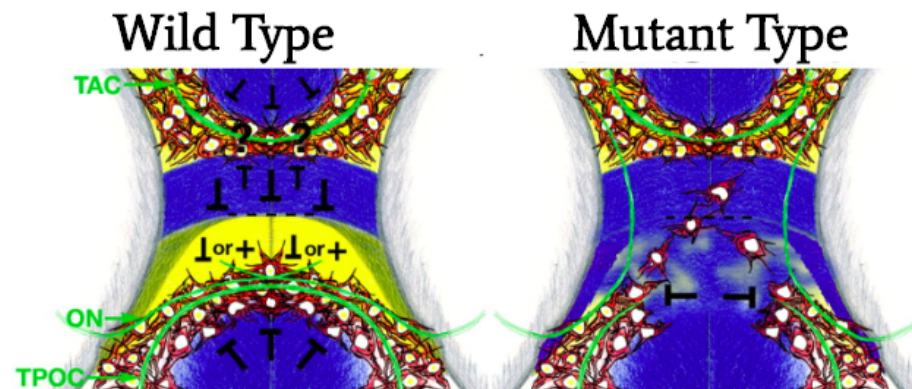 Wild Type
Mutant Type
TAC
? ?
⊥or+ ⊥or+
ON
TPOC